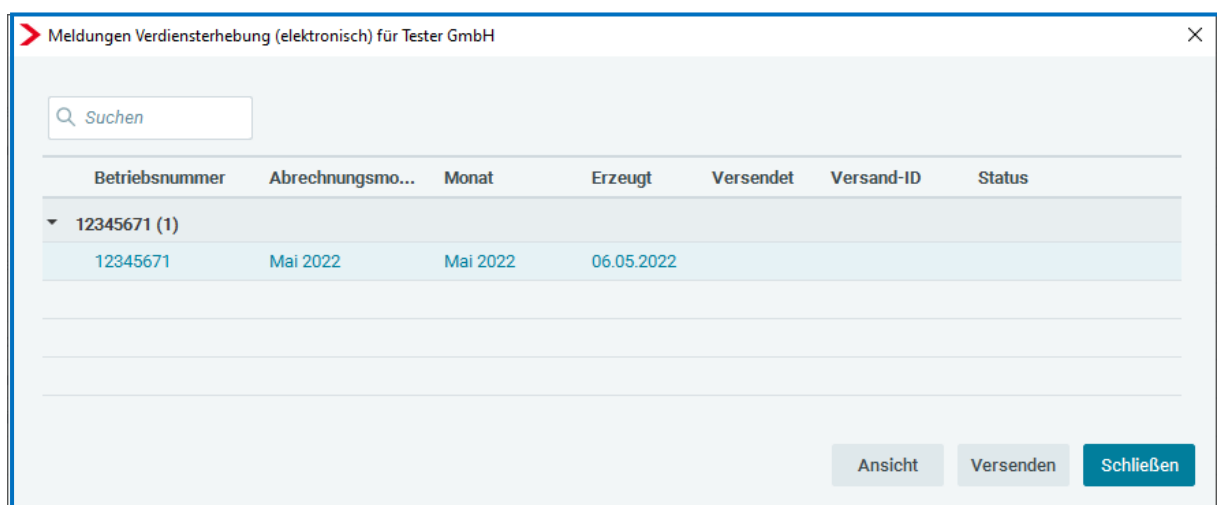 Meldungen Verdiensterhebung (elektronisch) für Tester GmbH
Suchen
Betriebsnummer Abrechnungsmo... Monat Erzeugt Versendet Versand-ID Status
12345671 (1)
12345671 Mai 2022 Mai 2022 06.05.2022
Ansicht Versenden Schließen